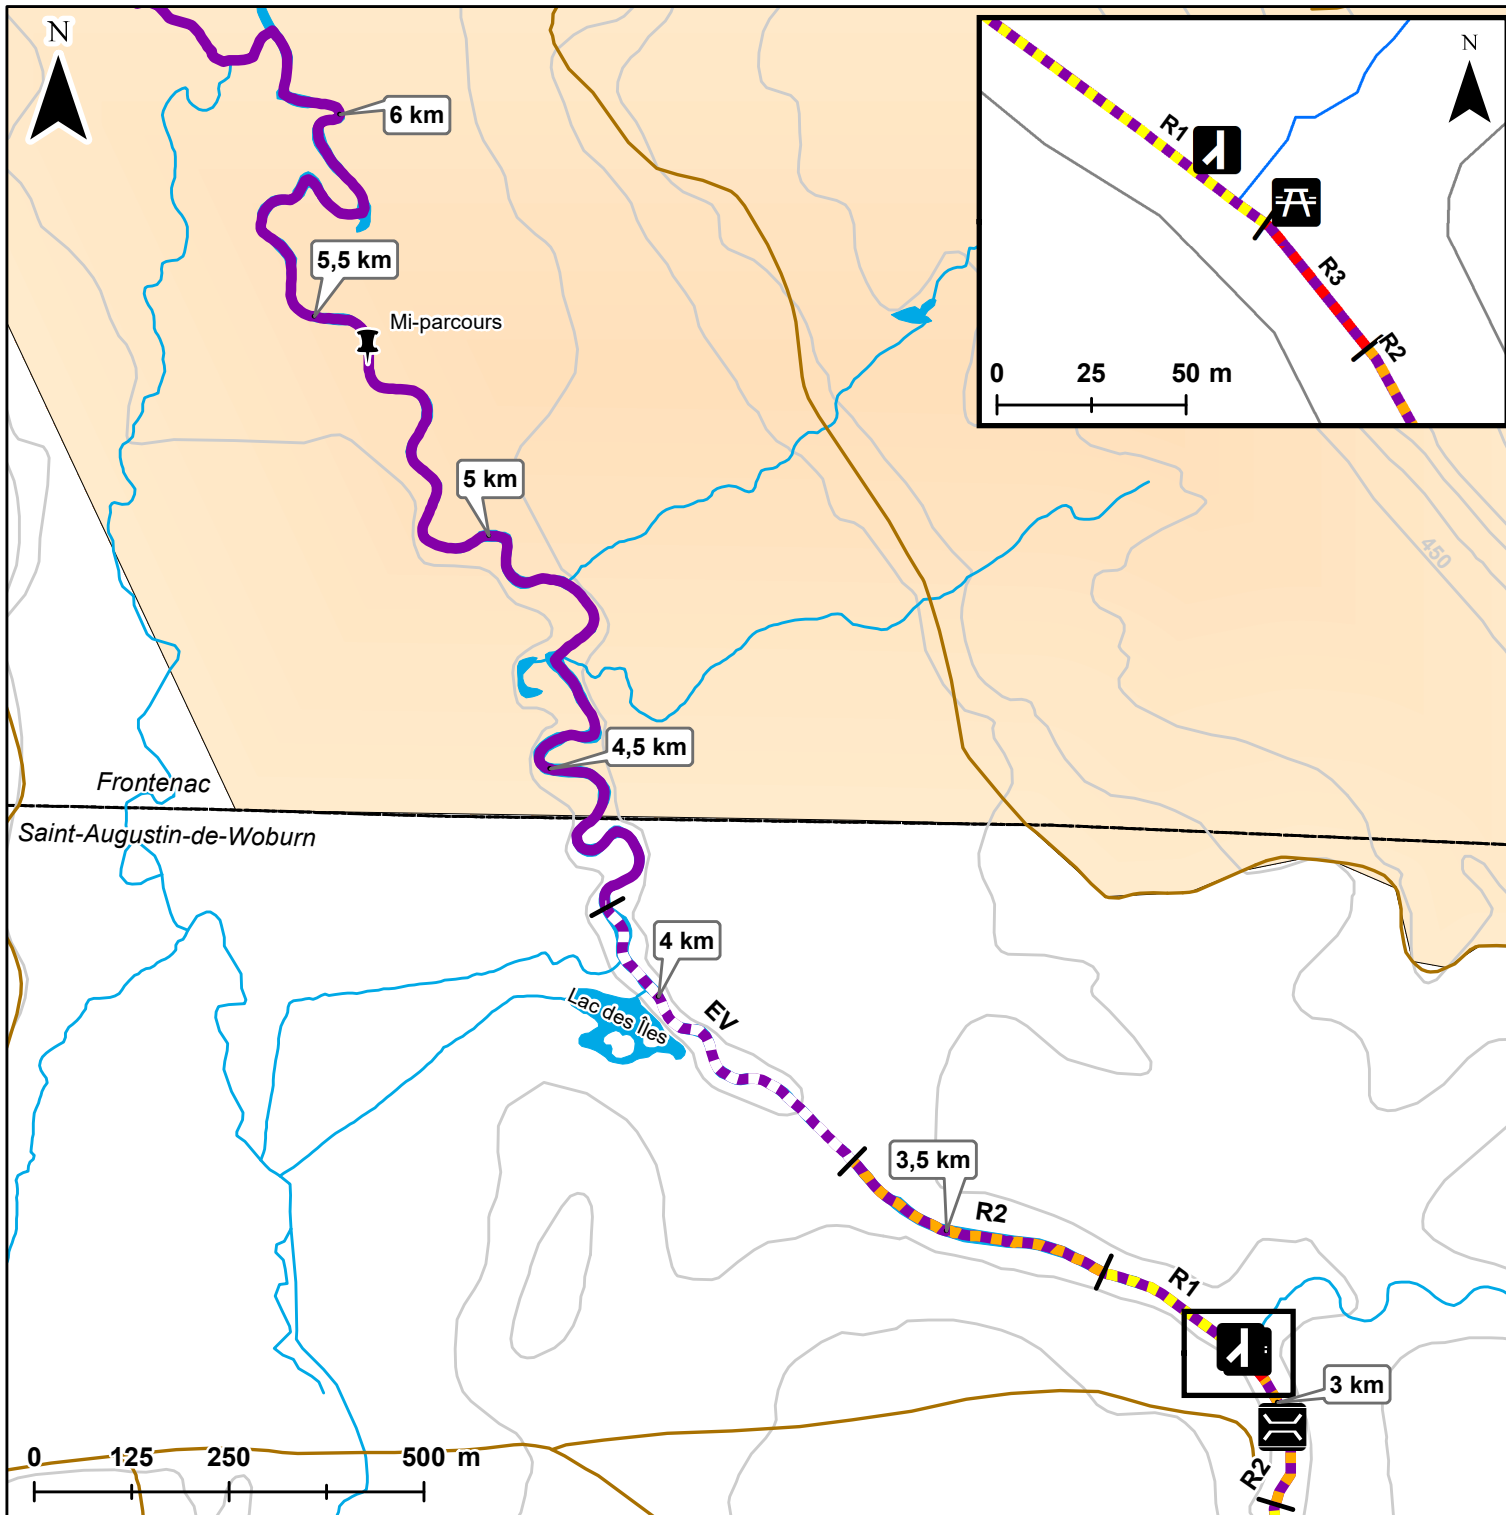 N
6 km
5,5 km
Mi-parcours
5 km
4,5 km
Frontenac
Saint-Augustin-de-Woburn
4 km
Lac des Îles
EV
3,5 km
R2
R1
3 km
R2
0 125 250 500 m
450
N
R1
R3
R2
0 25 50 m